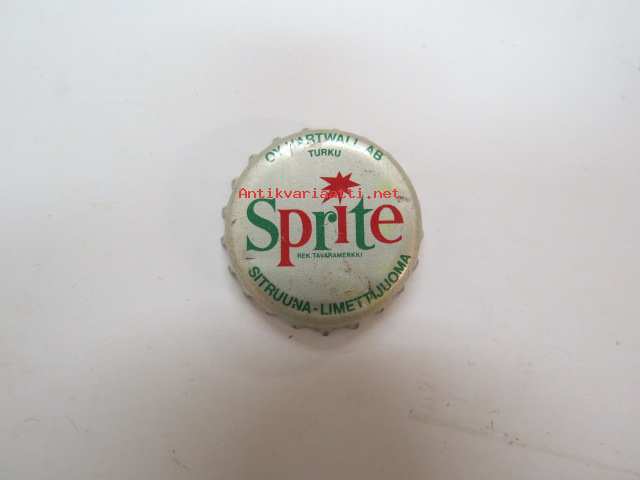 OY HARTWALL AB
TURKU
Antikvariaatti.net
Sprite
REK.TAVARAMERKKI
SITRUUNA-LIMETTIJUOMA